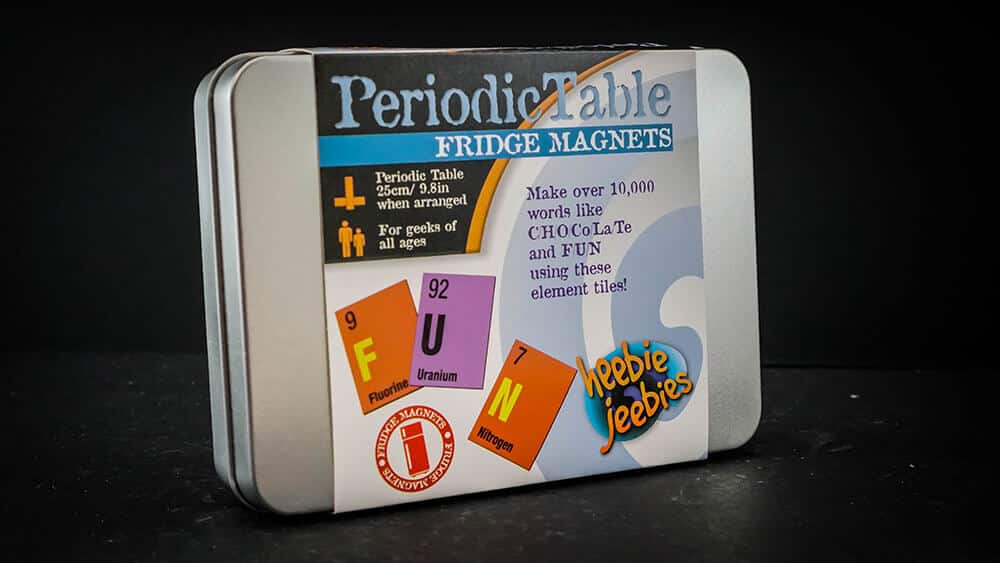 Periodic Table
FRIDGE MAGNETS
Periodic Table
25cm/ 9.8in
when arranged
For geeks of
all ages
Make over 10,000
words like
CHOCoLaTe
and FUN
using these
element tiles!
9
F
Fluorine
92
U
Uranium
7
N
Nitrogen
FRIDGE MAGNETS • FRIDGE MAGNETS •
heebie
jeebies